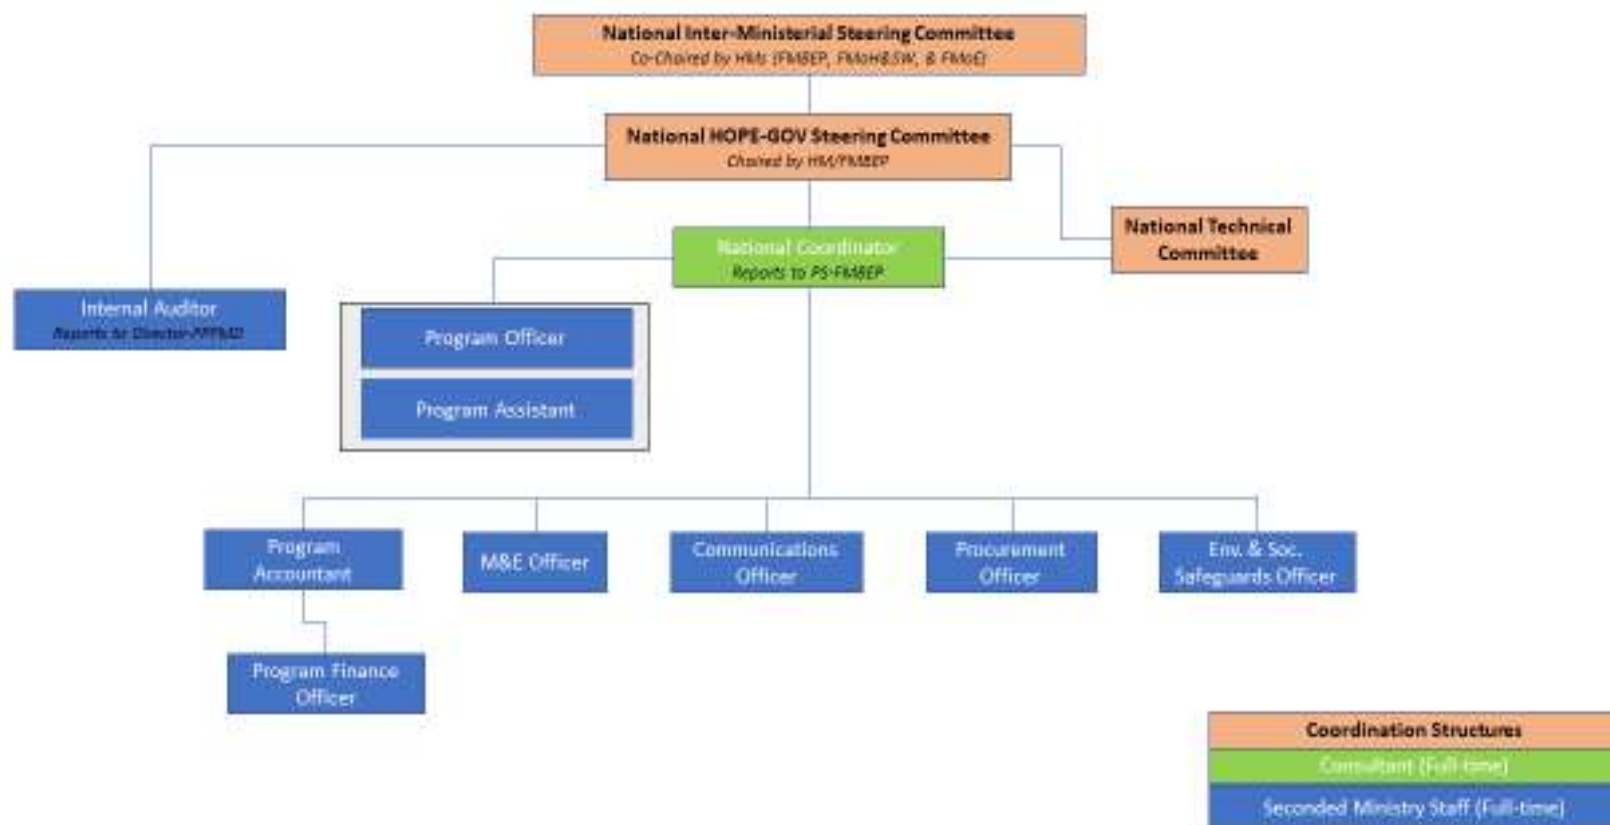 National Inter-Ministerial Steering Committee
Co-Chaired by HMs (FMBEP, FMoH&SW, & FMoE)
National HOPE-GOV Steering Committee
Chaired by HM/FMBEP
National Technical
Committee
National Coordinator
Reports to PS-FMBEP
Internal Auditor
Reports to Director-
Program Officer
Program Assistant
Program
Accountant
M&E Officer
Communications
Officer
Procurement
Officer
Env. & Soc.
Safeguards Officer
Program Finance
Officer
Coordination Structures
Consultant (Full-time)
Seconded Ministry Staff (Full-time)